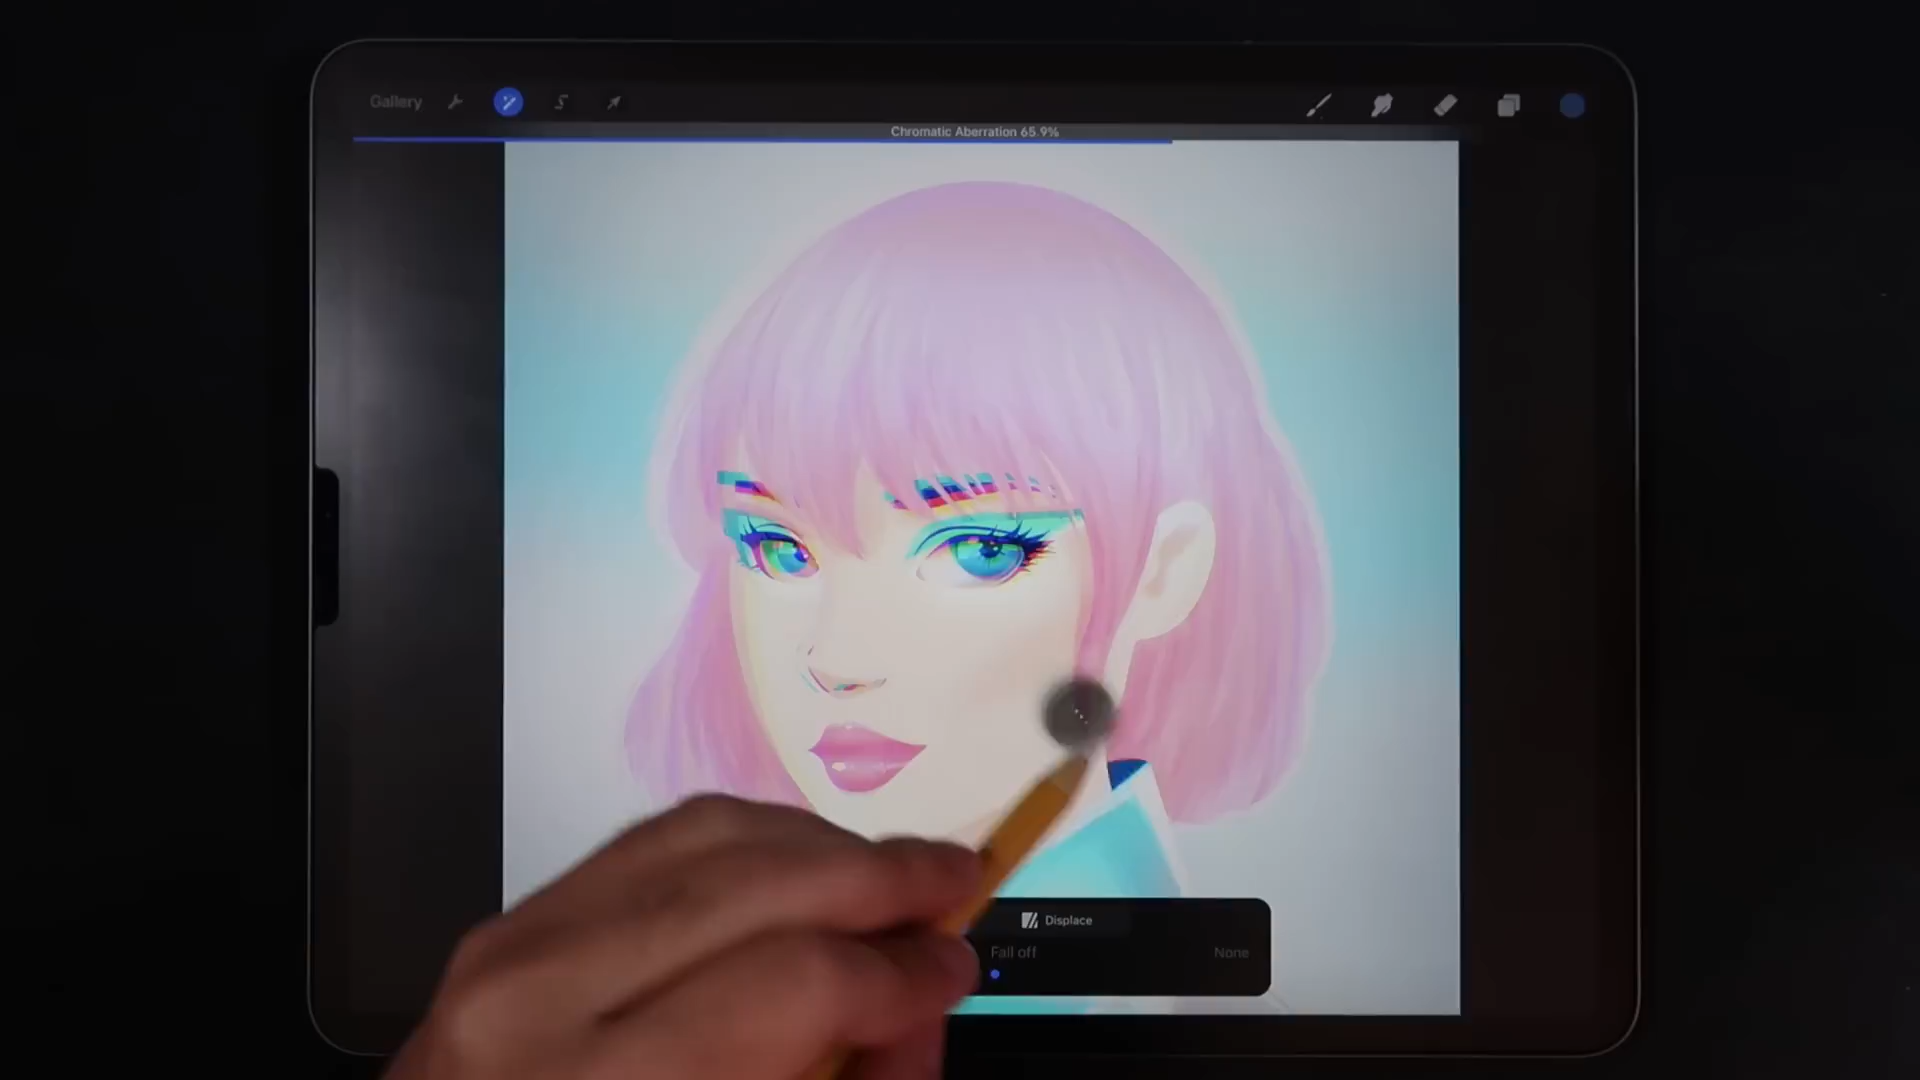 Gallery
Chromatic Aberration 65.9%
Displace
Fall off
None